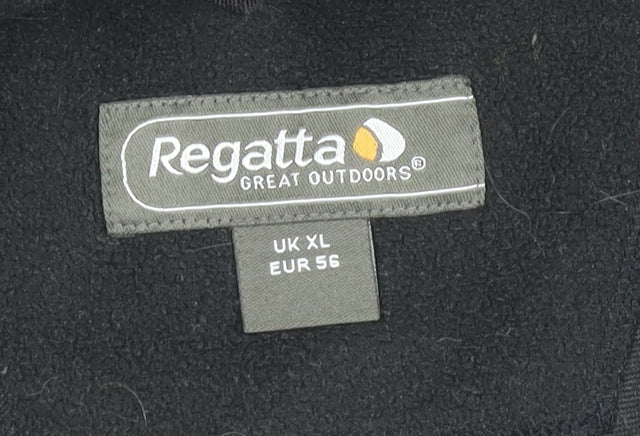 Regatta
GREAT OUTDOORS®
UK XL
EUR 56